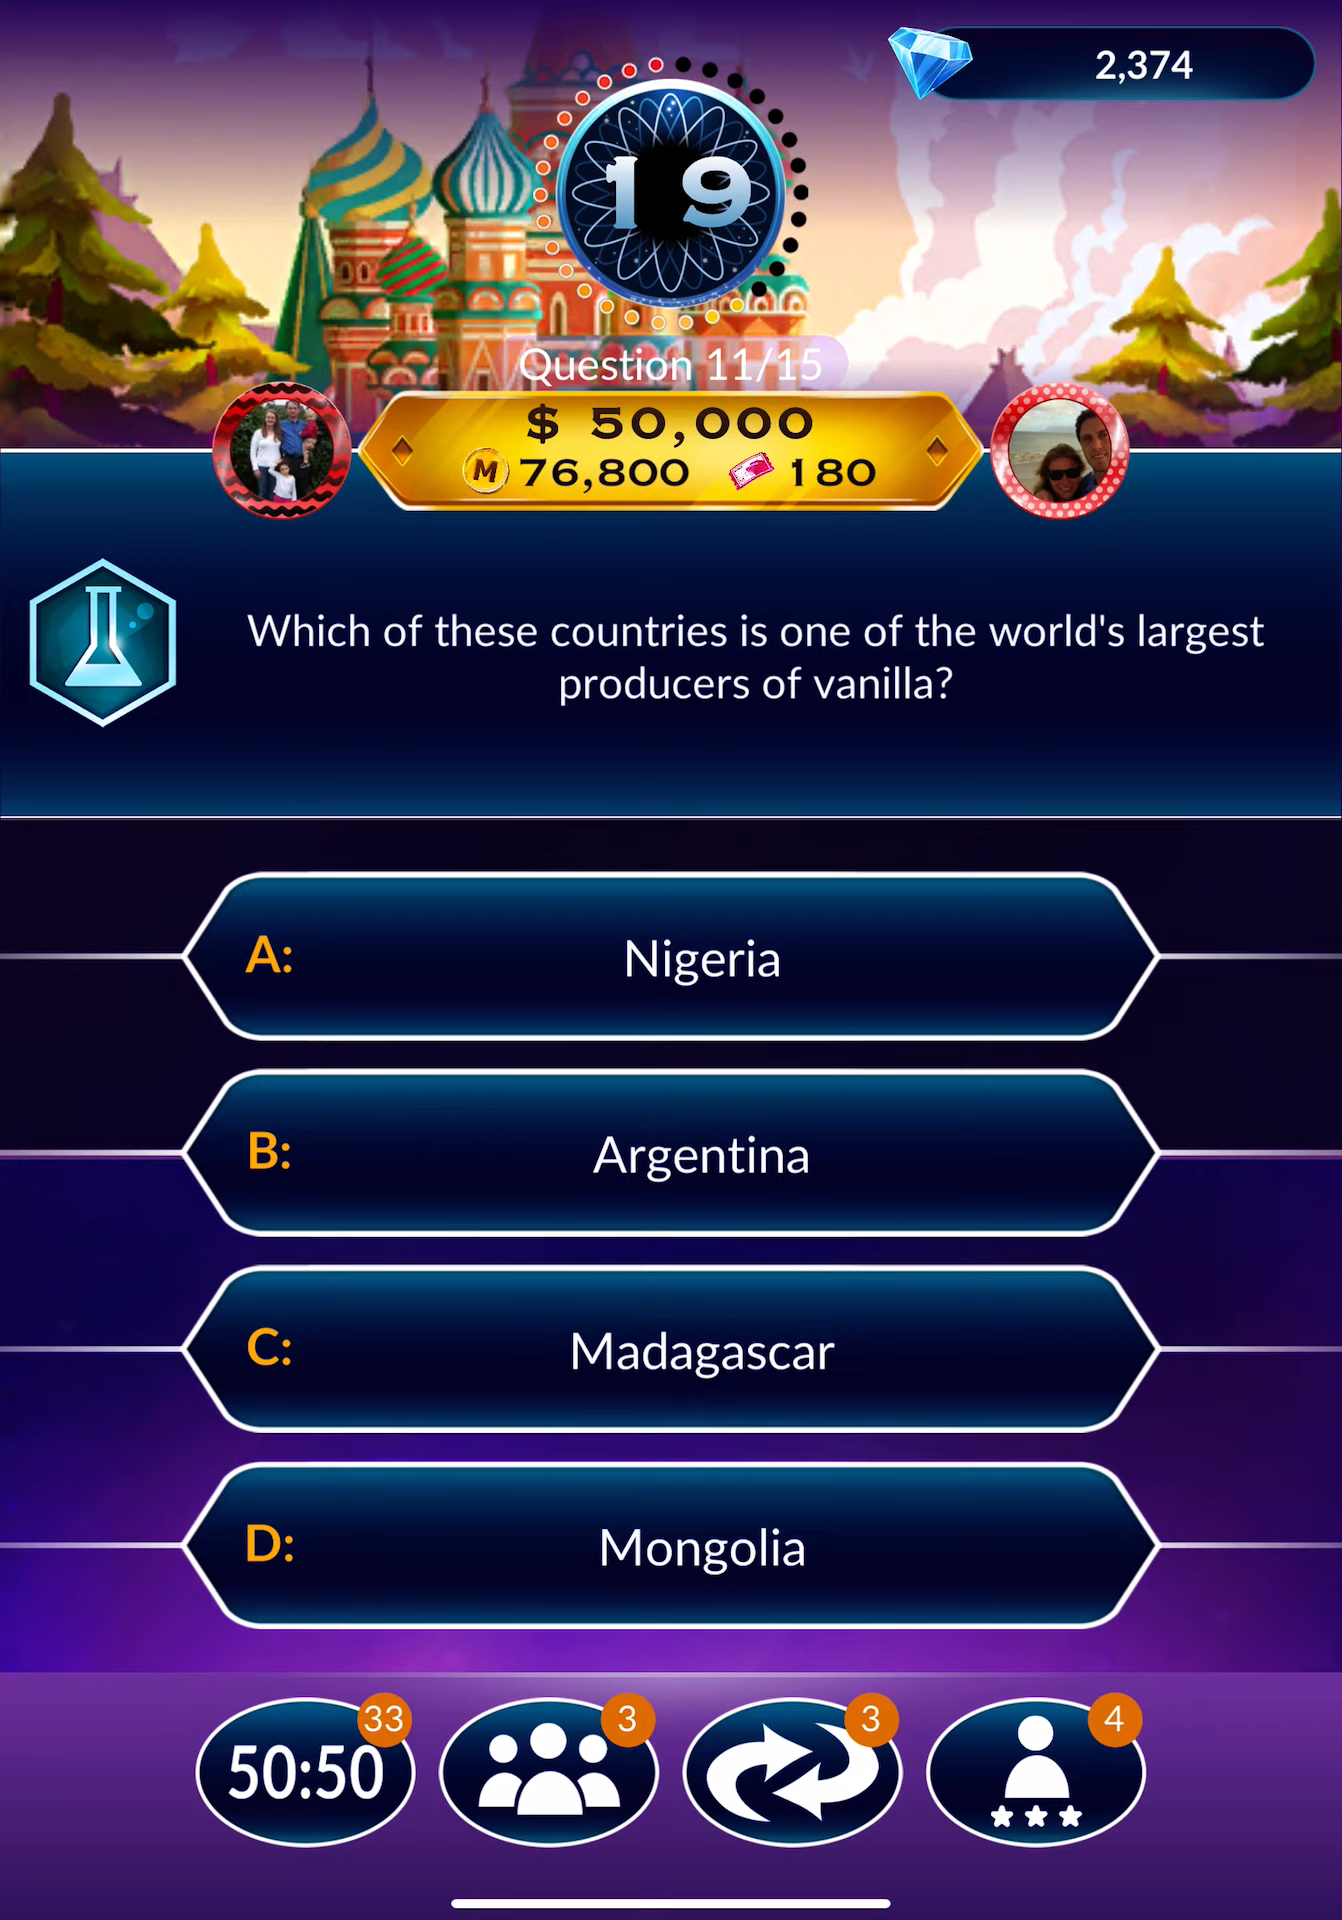 2,374
19
Question 11/15
$ 50,000
M 76,800 180
Which of these countries is one of the world's largest
producers of vanilla?
A: Nigeria
B: Argentina
C: Madagascar
D: Mongolia
33 3 3 4
50:50